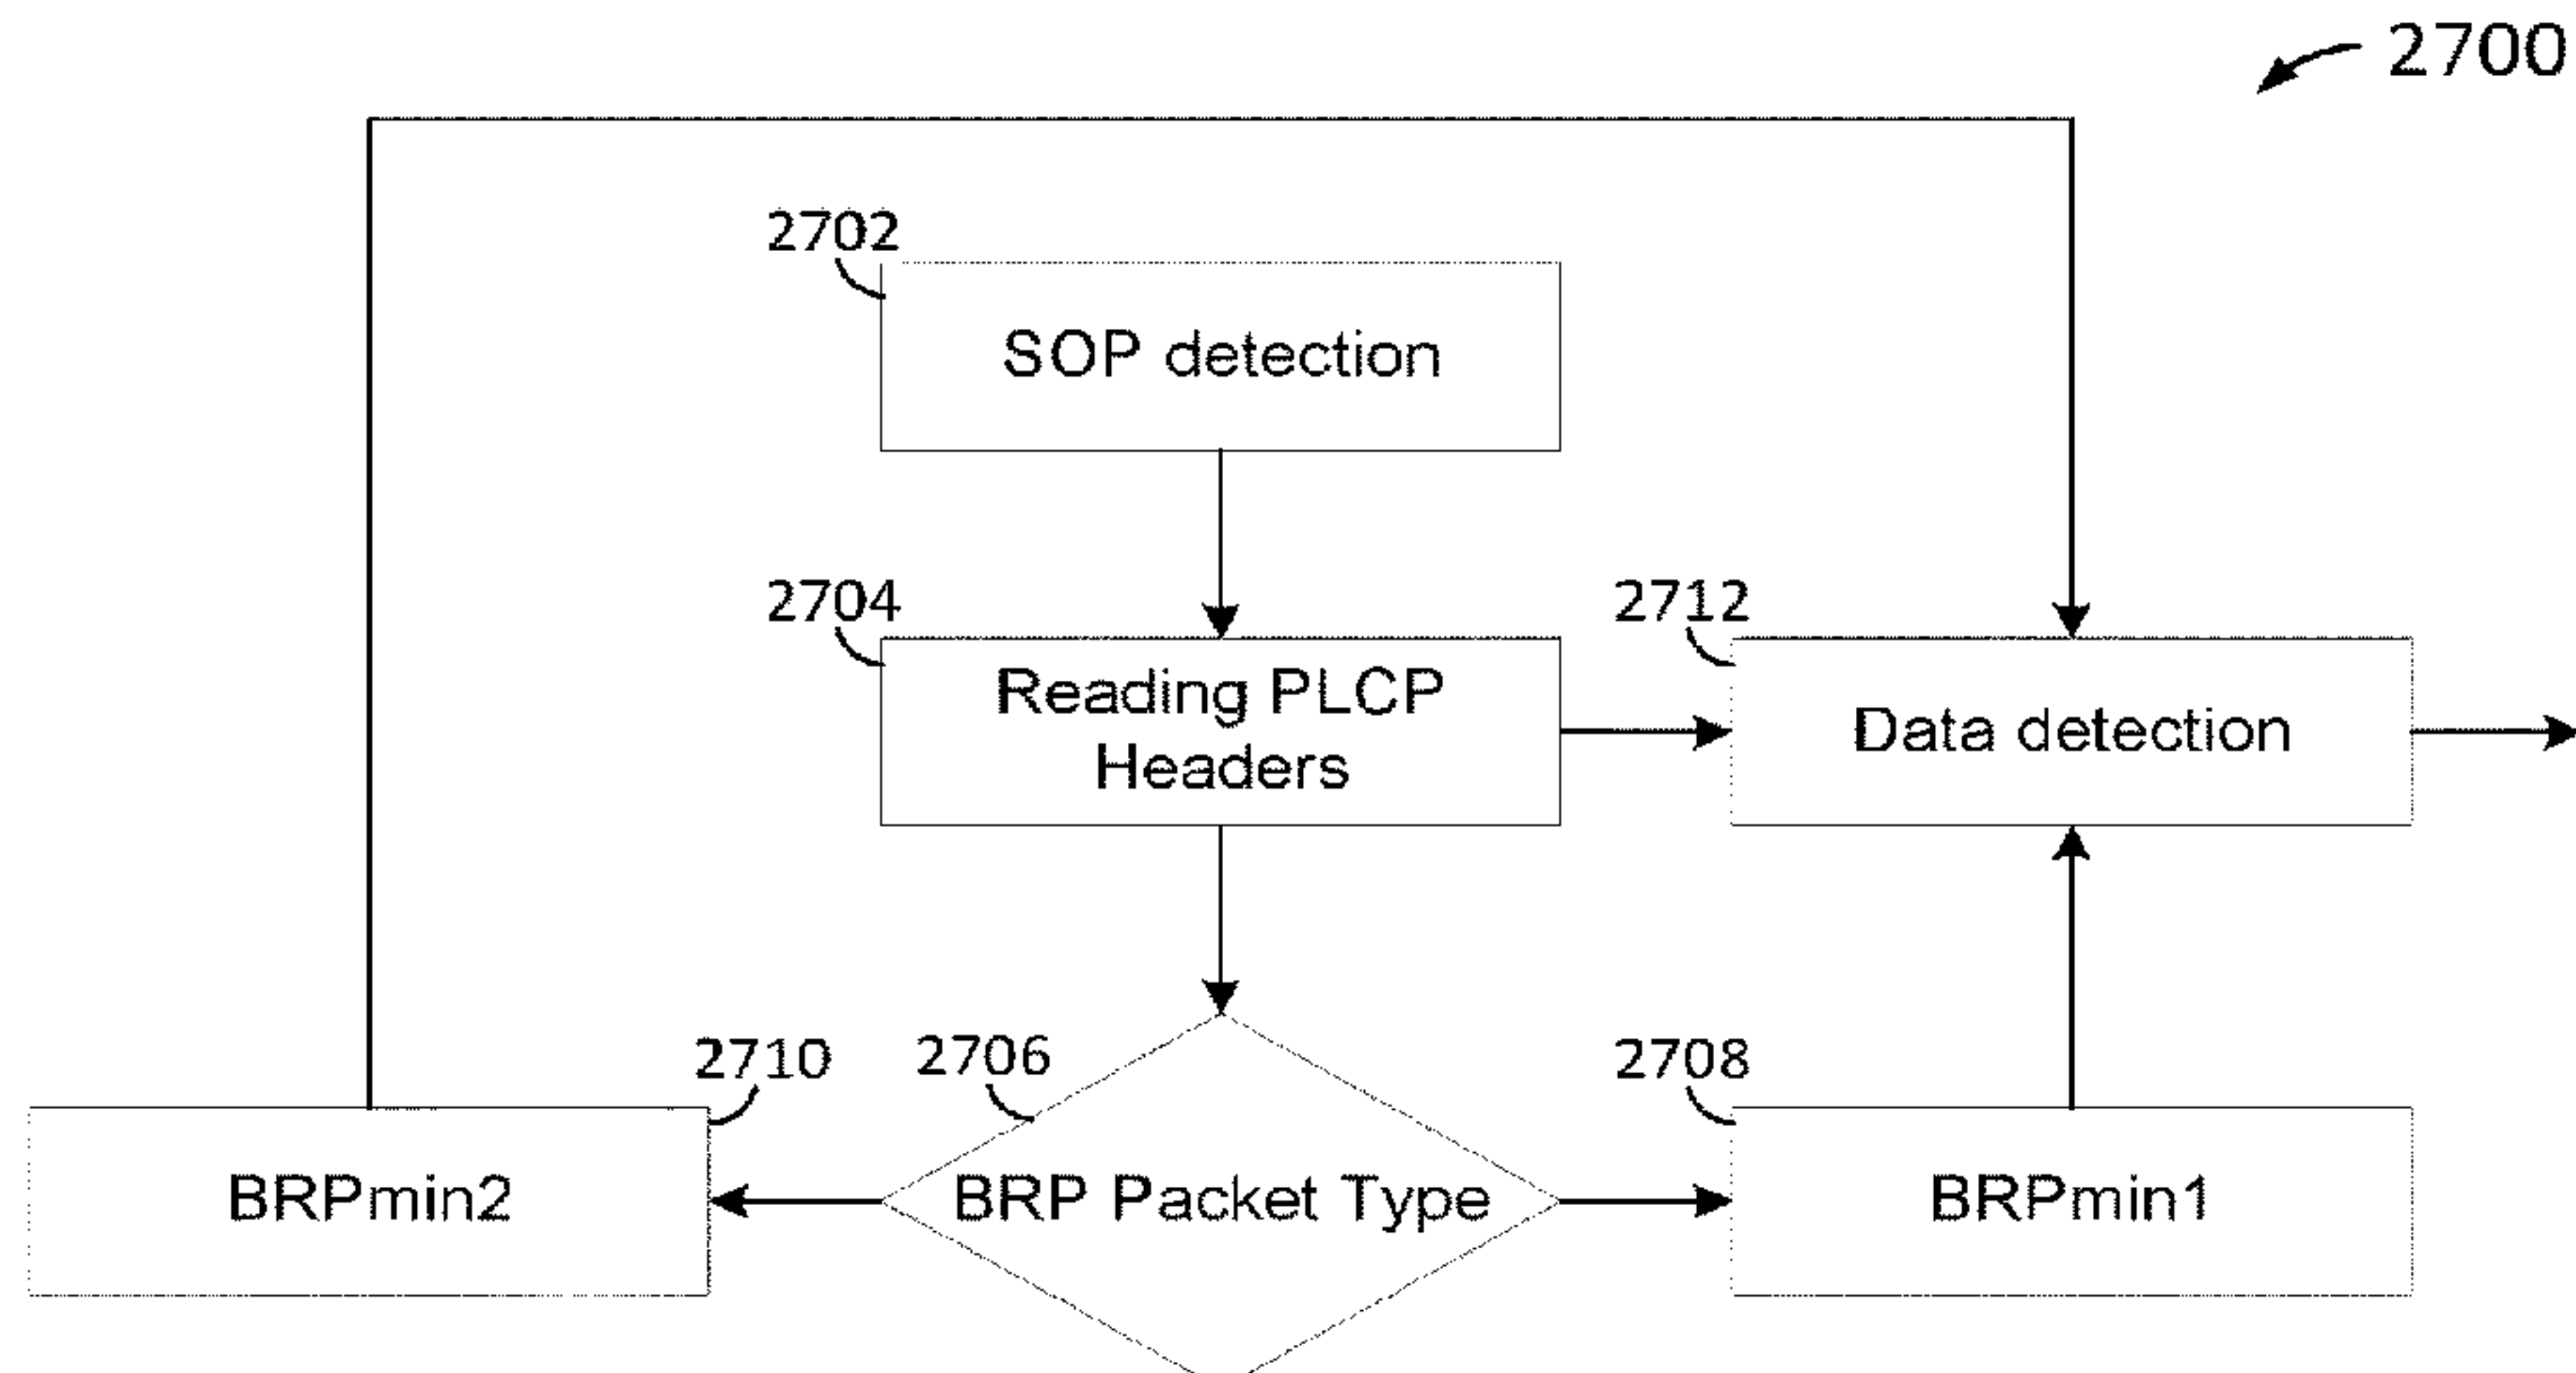 2700
2702
SOP detection
2704
Reading PLCP
Headers
2712
Data detection
2710
BRPmin2
2706
BRP Packet Type
2708
BRPmin1